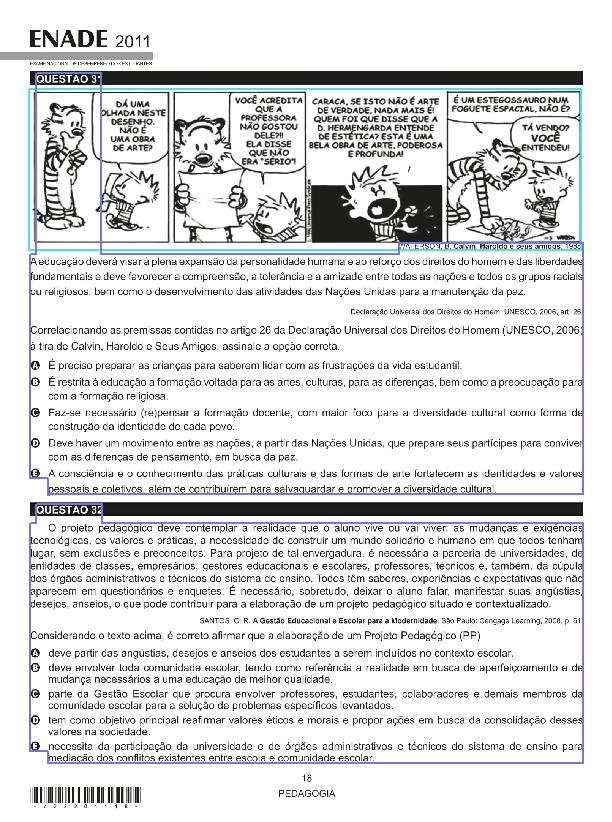 ENADE 2011
EXAME NACIONAL DE DESEMPENHO DOS ESTUDANTES
QUESTÃO 31
DÁ UMA
OLHADA NESTE
DESENHO.
NÃO É
UMA OBRA
DE ARTE?
VOCÊ ACREDITA
QUE A
PROFESSORA
NÃO GOSTOU
DELE?!!
ELA DISSE
QUE NÃO
ERA "SÉRIO"!
CARACA, SE ISTO NÃO É ARTE
DE VERDADE, NADA MAIS É!
QUEM FOI QUE DISSE QUE A
D. HERMENGARDA ENTENDE
DE ESTÉTICA? ESTA É UMA
BELA OBRA DE ARTE, PODEROSA
E PROFUNDA!
É UM ESTEGOSSAURO NUM
FOGUETE ESPACIAL, NÃO É?
TÁ VENDO?
VOCÊ
ENTENDEU!
WATERSON, B. Calvin, Haroldo e seus amigos, 1985
A educação deverá visar à plena expansão da personalidade humana e ao reforço dos direitos do homem e das liberdades
fundamentais e deve favorecer a compreensão, a tolerância e a amizade entre todas as nações e todos os grupos raciais
ou religiosos, bem como o desenvolvimento das atividades das Nações Unidas para a manutenção da paz.
Declaração Universal dos Direitos do Homem. UNESCO, 2006, art. 26.
Correlacionando as premissas contidas no artigo 26 da Declaração Universal dos Direitos do Homem (UNESCO, 2006)
à tira de Calvin, Haroldo e Seus Amigos, assinale a opção correta.
A É preciso preparar as crianças para saberem lidar com as frustrações da vida estudantil.
B É restrita à educação a formação voltada para as artes, culturas, para as diferenças, bem como a preocupação para
com a formação religiosa.
C Faz-se necessário (re)pensar a formação docente, com maior foco para a diversidade cultural como forma de
construção da identidade de cada povo.
D Deve haver um movimento entre as nações, a partir das Nações Unidas, que prepare seus partícipes para conviver
com as diferenças de pensamento, em busca da paz.
E A consciência e o conhecimento das práticas culturais e das formas de arte fortalecem as identidades e valores
pessoais e coletivos, além de contribuírem para salvaguardar e promover a diversidade cultural.
QUESTÃO 32
O projeto pedagógico deve contemplar a realidade que o aluno vive ou vai viver: as mudanças e exigências
tecnológicas, os valores e práticas, a necessidade de construir um mundo solidário e humano em que todos tenham
lugar, sem exclusões e preconceitos. Para projeto de tal envergadura, é necessária a parceria de universidades, de
entidades de classes, empresários, gestores educacionais e escolares, professores, técnicos e, também, da cúpula
dos órgãos administrativos e técnicos do sistema de ensino. Todos têm saberes, experiências e expectativas que não
aparecem em questionários e enquetes. É necessário, sobretudo, deixar o aluno falar, manifestar suas angústias,
desejos, anseios, o que pode contribuir para a elaboração de um projeto pedagógico situado e contextualizado.
SANTOS, C. R. A Gestão Educacional e Escolar para a Modernidade. São Paulo: Cengage Learning, 2008, p. 61.
Considerando o texto acima, é correto afirmar que a elaboração de um Projeto Pedagógico (PP)
A deve partir das angústias, desejos e anseios dos estudantes a serem incluídos no contexto escolar.
B deve envolver toda comunidade escolar, tendo como referência a realidade em busca de aperfeiçoamento e de
mudança necessários a uma educação de melhor qualidade.
C parte da Gestão Escolar que procura envolver professores, estudantes, colaboradores e demais membros da
comunidade escolar para a solução de problemas específicos levantados.
D tem como objetivo principal reafirmar valores éticos e morais e propor ações em busca da consolidação desses
valores na sociedade.
E necessita da participação da universidade e de órgãos administrativos e técnicos do sistema de ensino para
mediação dos conflitos existentes entre escola e comunidade escolar.
18
PEDAGOGIA